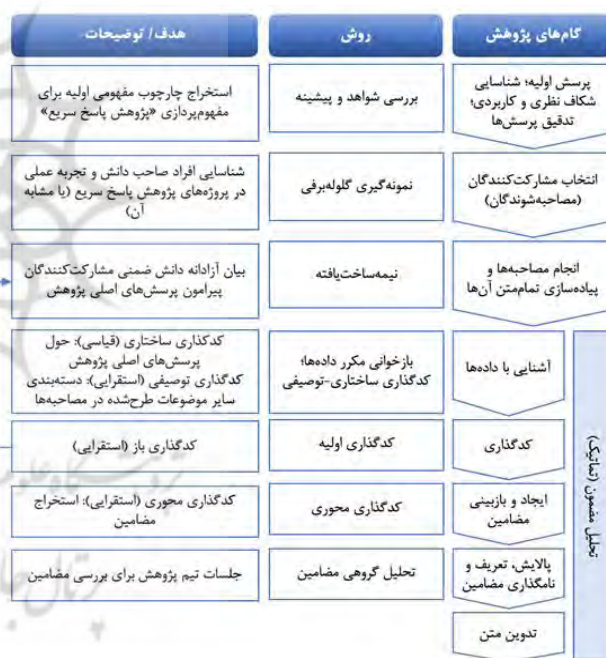 گام‌های پژوهش
روش
هدف/ توضیحات
پرسش اولیه؛ شناسایی
شکاف نظری و کاربردی؛
تدقیق پرسش‌ها
بررسی شواهد و پیشینه
استخراج چارچوب مفهومی اولیه برای
مفهوم‌پردازی «پژوهش پاسخ سریع»
انتخاب مشارکت‌کنندگان
(مصاحبه‌شوندگان)
نمونه‌گیری گلوله‌برفی
شناسایی افراد صاحب دانش و تجربه عملی
در پروژه‌های پژوهش پاسخ سریع (یا مشابه
آن)
انجام مصاحبه‌ها و
پیاده‌سازی تمام‌متن آن‌ها
نیمه‌ساخت‌یافته
بیان آزادانه دانش ضمنی مشارکت‌کنندگان
پیرامون پرسش‌های اصلی پژوهش
تحلیل مضمون (تماتیک)
آشنایی با داده‌ها
بازخوانی مکرر داده‌ها؛
کدگذاری ساختاری-توصیفی
کدگذاری ساختاری (قیاسی): حول
پرسش‌های اصلی پژوهش
کدگذاری توصیفی (استقرایی): دسته‌بندی
سایر موضوعات طرح‌شده در مصاحبه‌ها
کدگذاری
کدگذاری اولیه
کدگذاری باز (استقرایی)
ایجاد و بازبینی
مضامین
کدگذاری محوری
کدگذاری محوری (استقرایی): استخراج
مضامین
پالایش، تعریف و
نامگذاری مضامین
تحلیل گروهی مضامین
جلسات تیم پژوهش برای بررسی مضامین
تدوین متن